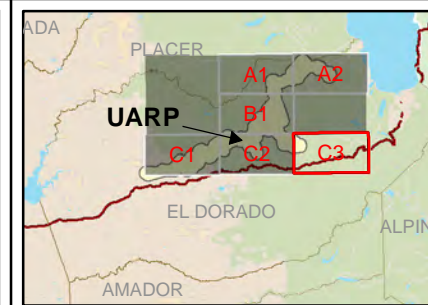 ADA
PLACER
A1
A2
B1
UARP
C1
C2
C3
EL DORADO
ALPIN
AMADOR